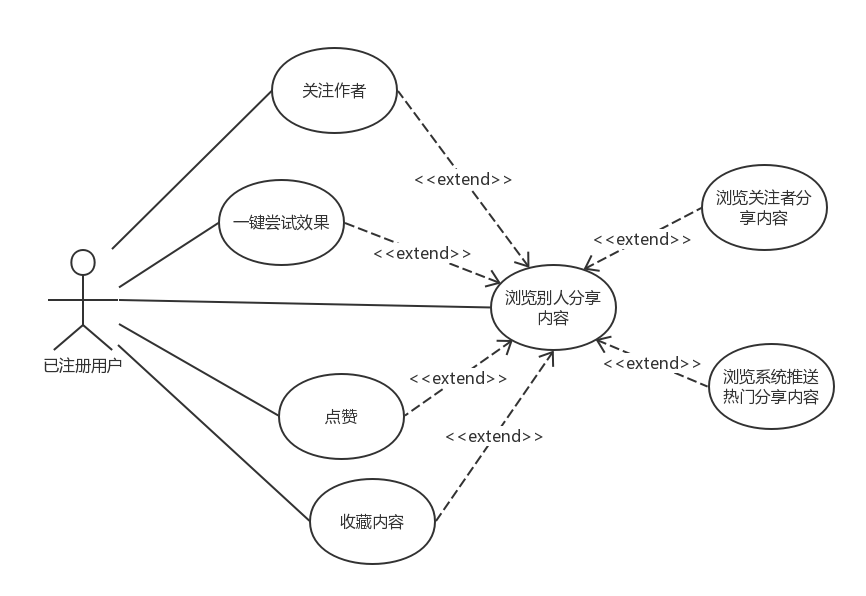 关注作者
<<extend>>
一键尝试效果
<<extend>>
浏览关注者分
享内容
<<extend>>
浏览别人分享
内容
已注册用户
<<extend>>
浏览系统推送
热门分享内容
<<extend>>
点赞
<<extend>>
收藏内容